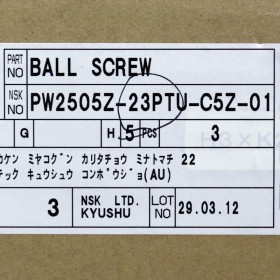 PART NO BALL SCREW
NSK NO PW2505Z-23PTU-C5Z-01
G H.5 PCS 3
カケン ミヤコグン カリタチョウ ミナトマチ 22
テック キュウシュウ コンポウジョ(AU)
3 NSK LTD. KYUSHU LOT NO 29.03.12